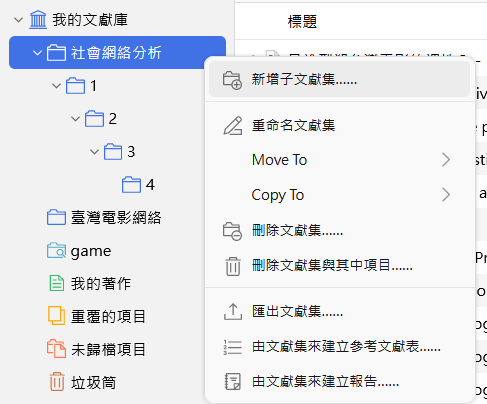 我的文獻庫
標題
社會網絡分析
1
2
3
4
臺灣電影網絡
game
我的著作
重覆的項目
未歸檔項目
垃圾筒
新增子文獻集......
重命名文獻集
Move To
Copy To
刪除文獻集......
刪除文獻集與其中項目......
匯出文獻集......
由文獻集來建立參考文獻表......
由文獻集來建立報告......